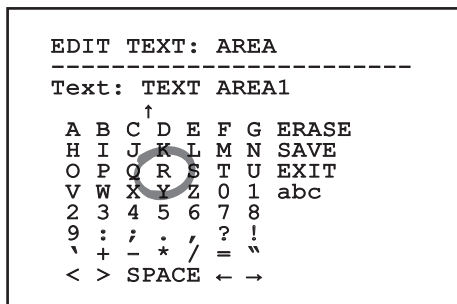 EDIT TEXT: AREA
------------------------
Text: TEXT AREA1
↑
A B C D E F G ERASE
H I J K L M N SAVE
O P Q R S T U EXIT
V W X Y Z 0 1 abc
2 3 4 5 6 7 8
9 : ; . , ? !
‵ + - * / = ‶
< > SPACE ← →